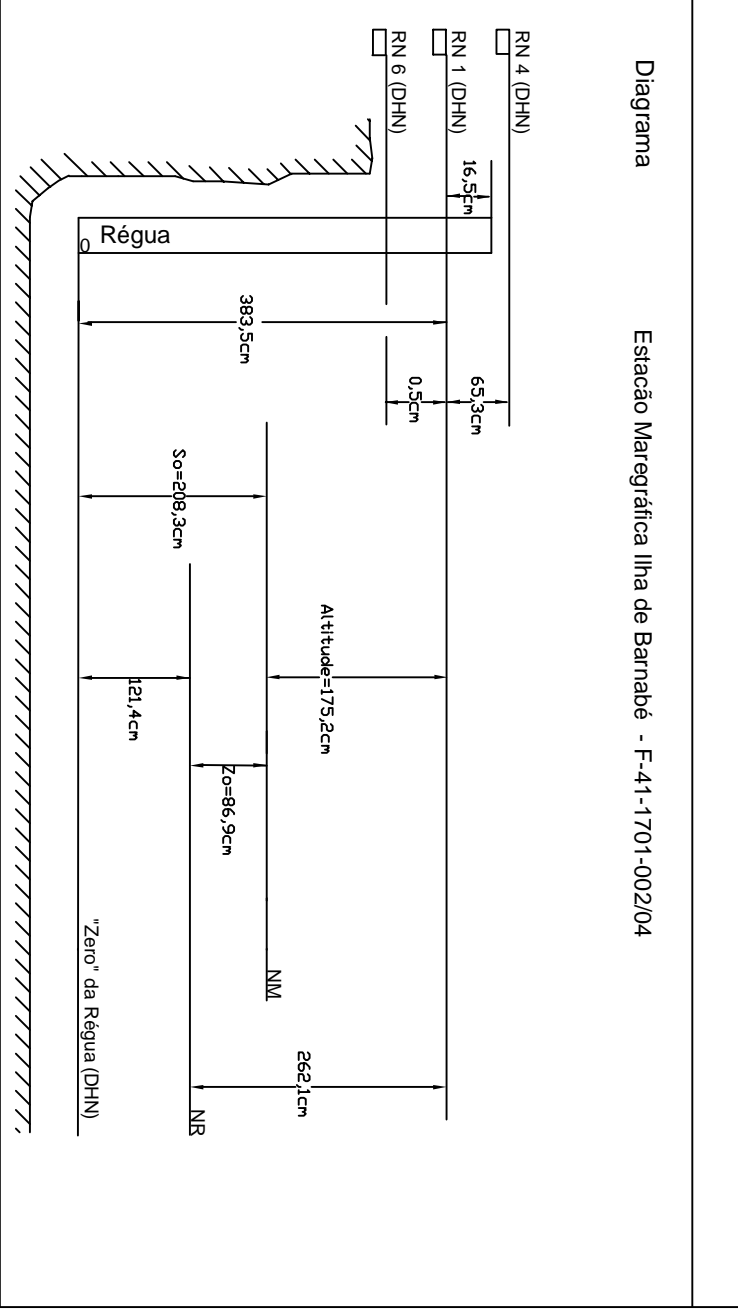 Diagrama
Estacão Maregráfica Ilha de Barnabé - F-41-1701-002/04
RN 4 (DHN)
RN 1 (DHN)
RN 6 (DHN)
16,5cm
65,3cm
0,5cm
Régua
0
383,5cm
So=208,3cm
Altitude=175,2cm
121,4cm
Zo=86,9cm
NM
262,1cm
NR
"Zero" da Régua (DHN)